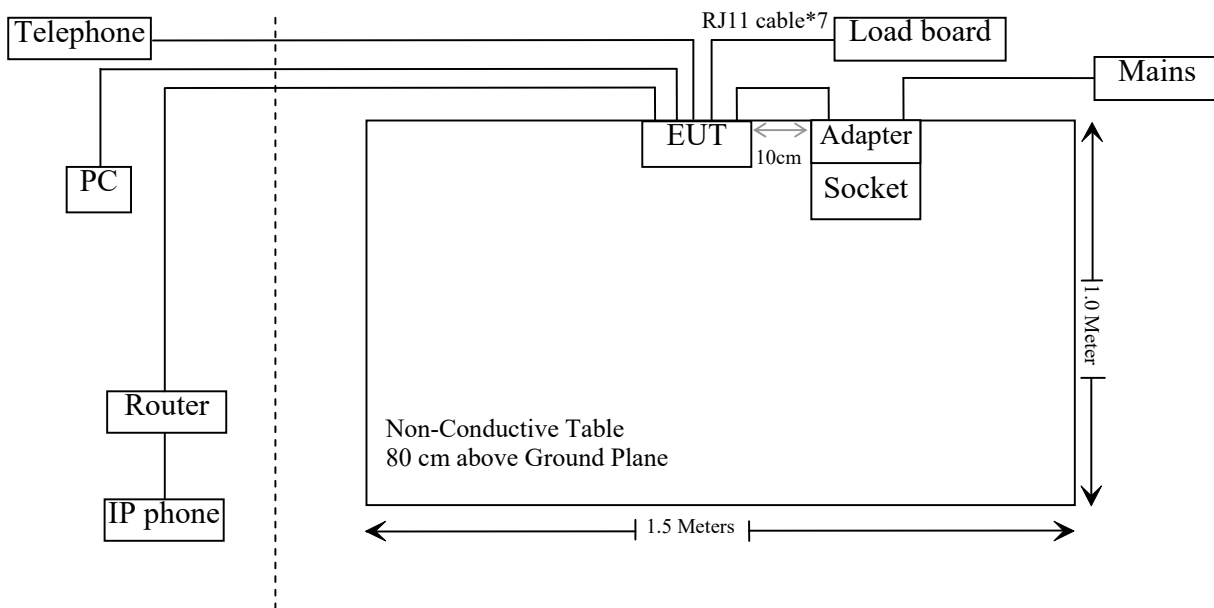 RJ11 cable*7
Telephone
Load board
Mains
EUT
Adapter
10cm
PC
Socket
1.0 Meter
Router
Non-Conductive Table
80 cm above Ground Plane
IP phone
1.5 Meters